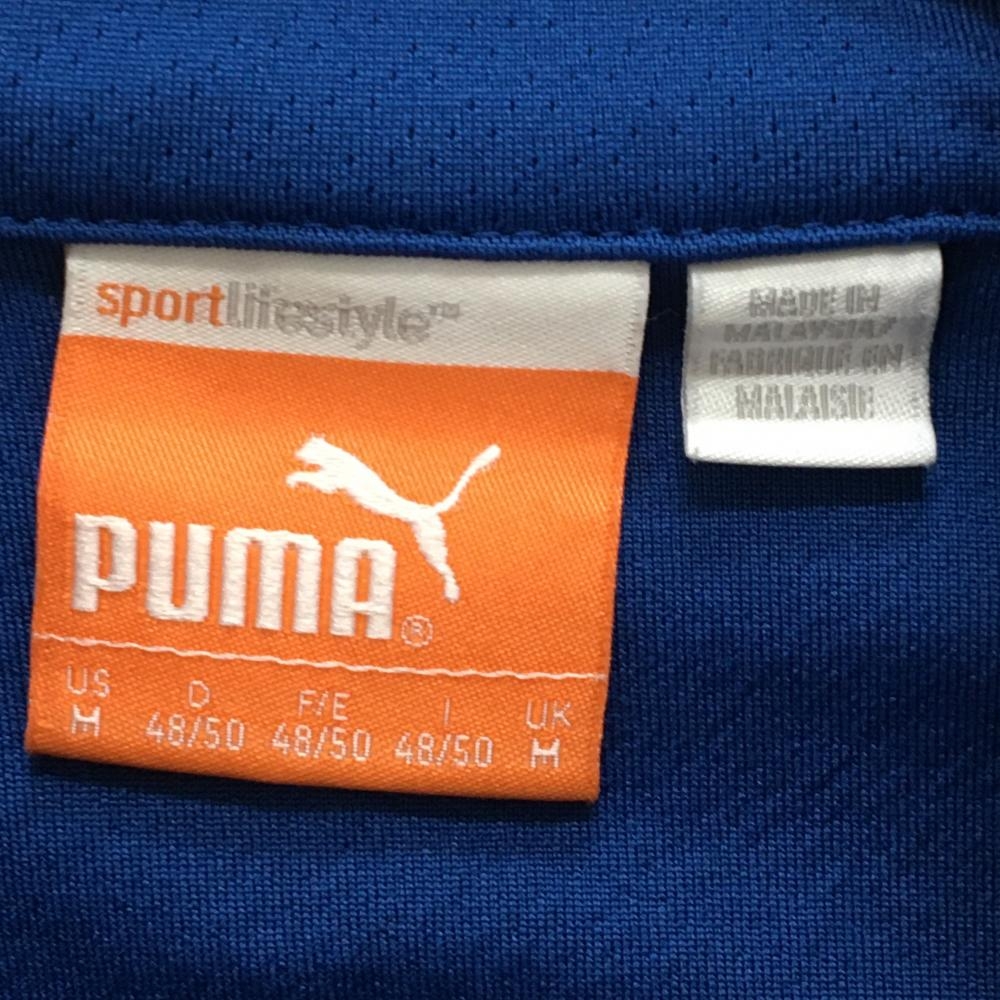 sportlifestyle™
PUMA®
US D F/E I UK
M 48/50 48/50 48/50 M
MADE IN
MALAYSIA/
FABRIQUÉ EN
MALAISIE